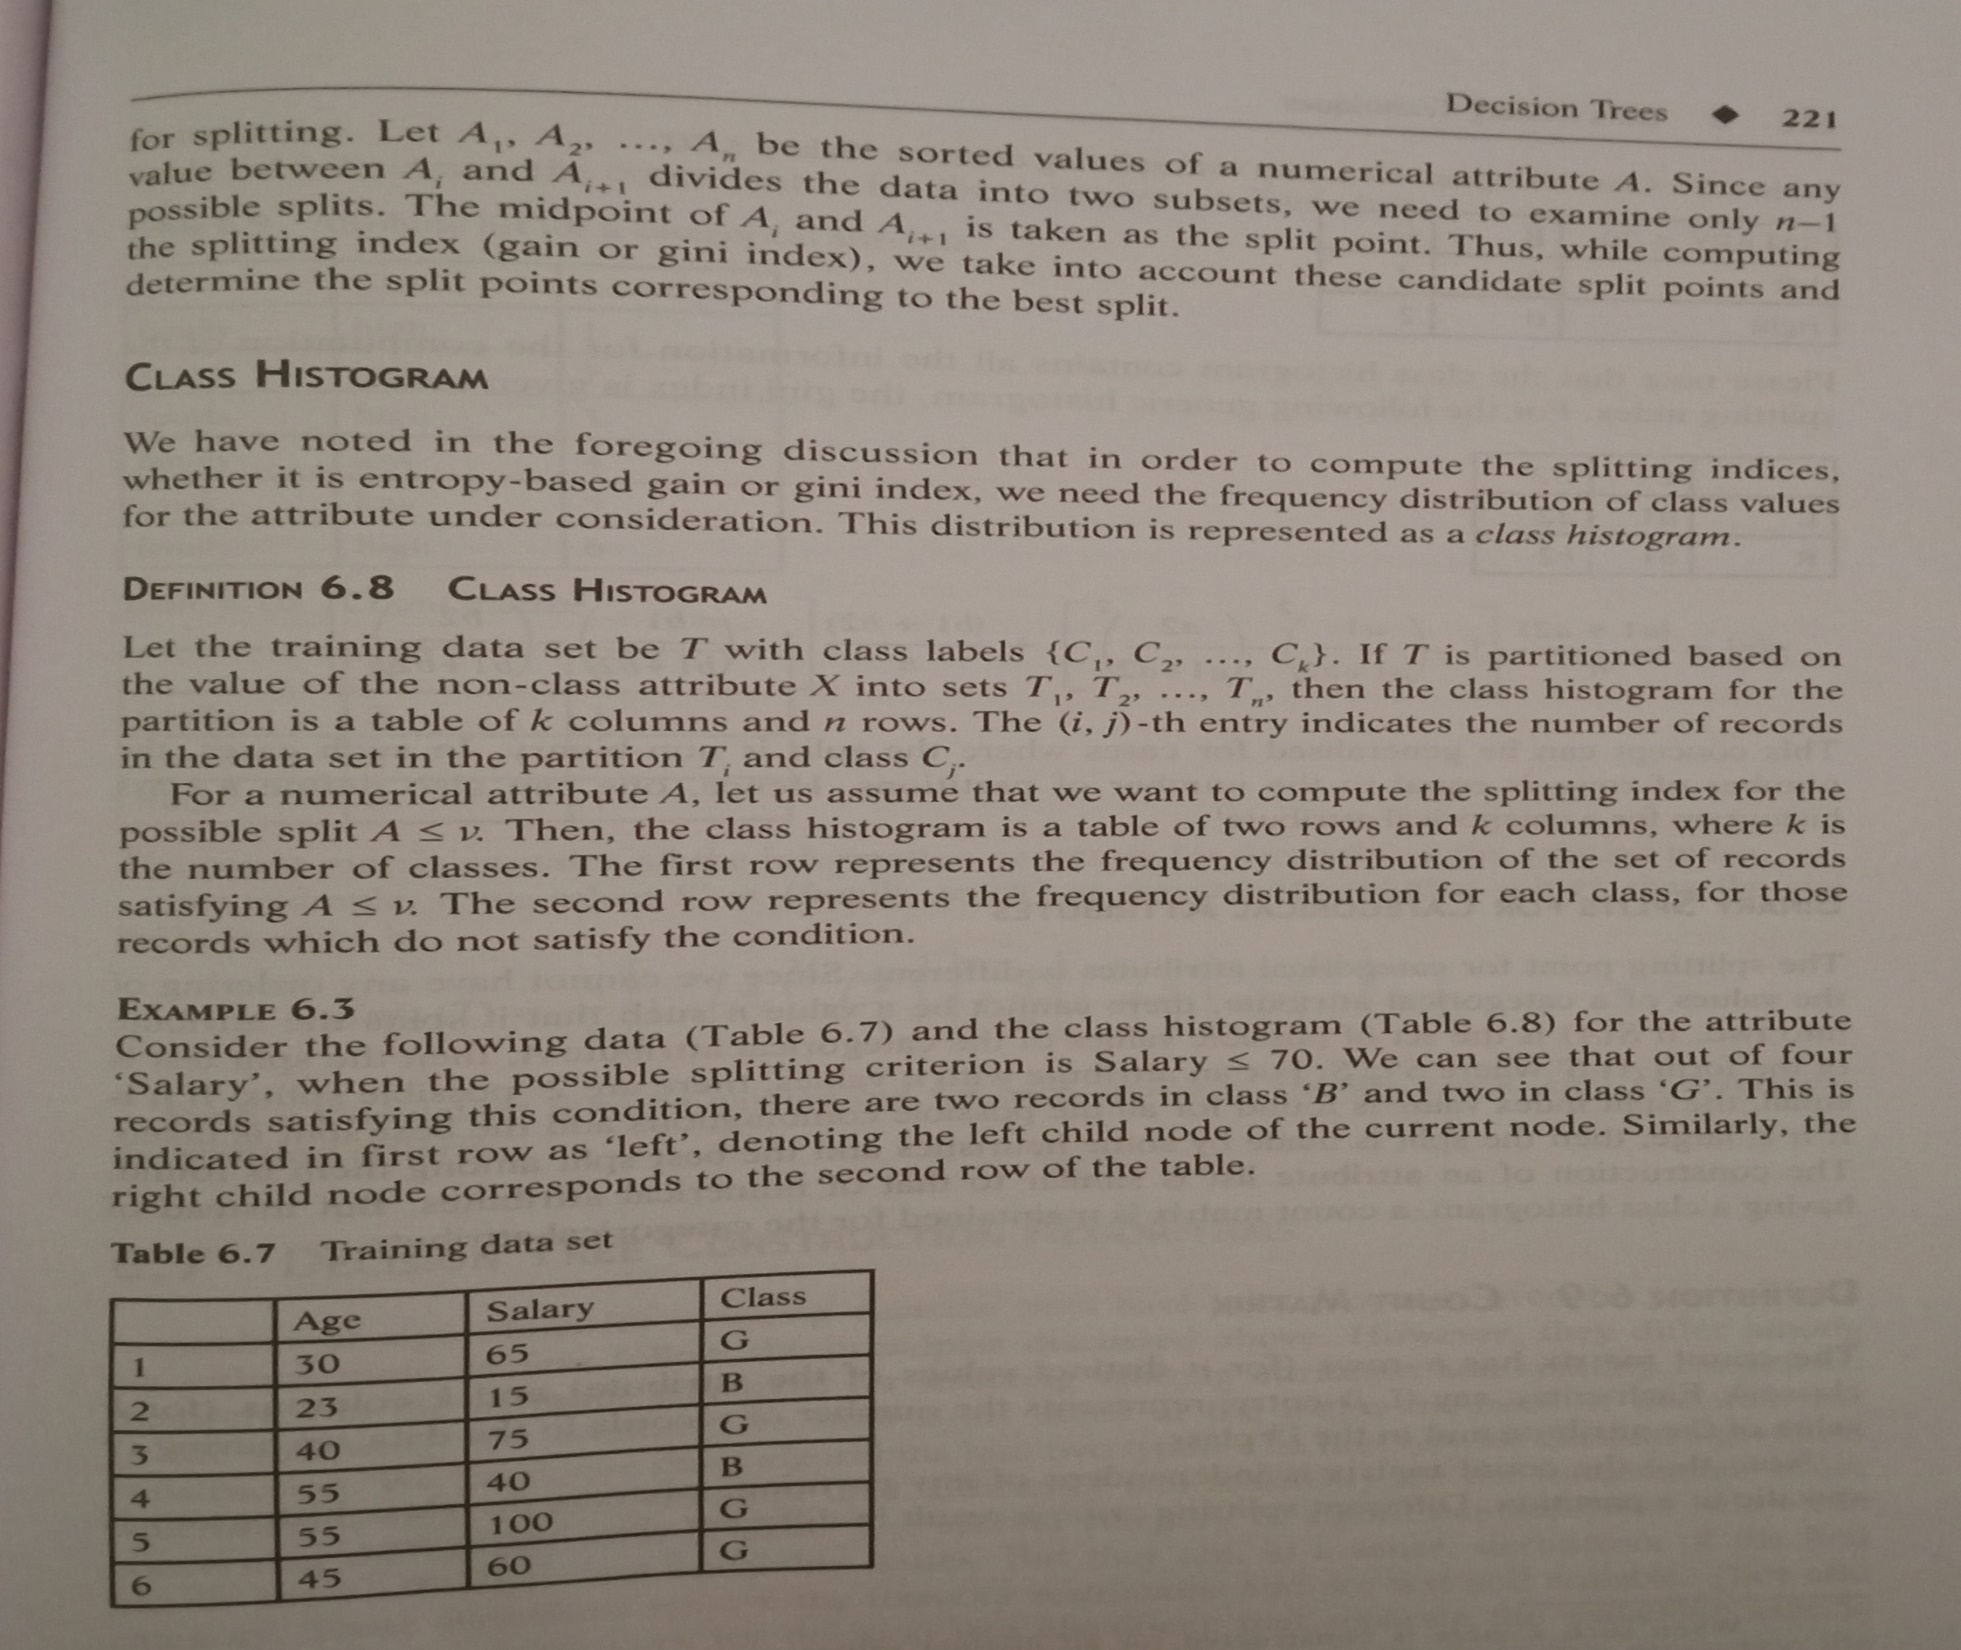 Decision Trees ◆ 221
for splitting. Let A₁, A₂, ..., Aₙ be the sorted values of a numerical attribute A. Since any
value between Aᵢ and Aᵢ₊₁ divides the data into two subsets, we need to examine only n–1
possible splits. The midpoint of Aᵢ and Aᵢ₊₁ is taken as the split point. Thus, while computing
the splitting index (gain or gini index), we take into account these candidate split points and
determine the split points corresponding to the best split.
CLASS HISTOGRAM
We have noted in the foregoing discussion that in order to compute the splitting indices,
whether it is entropy-based gain or gini index, we need the frequency distribution of class values
for the attribute under consideration. This distribution is represented as a class histogram.
DEFINITION 6.8 CLASS HISTOGRAM
Let the training data set be T with class labels {C₁, C₂, ..., Cₖ}. If T is partitioned based on
the value of the non-class attribute X into sets T₁, T₂, ..., Tₙ, then the class histogram for the
partition is a table of k columns and n rows. The (i, j)-th entry indicates the number of records
in the data set in the partition Tᵢ and class Cⱼ.
For a numerical attribute A, let us assume that we want to compute the splitting index for the
possible split A ≤ v. Then, the class histogram is a table of two rows and k columns, where k is
the number of classes. The first row represents the frequency distribution of the set of records
satisfying A ≤ v. The second row represents the frequency distribution for each class, for those
records which do not satisfy the condition.
EXAMPLE 6.3
Consider the following data (Table 6.7) and the class histogram (Table 6.8) for the attribute
‘Salary’, when the possible splitting criterion is Salary ≤ 70. We can see that out of four
records satisfying this condition, there are two records in class ‘B’ and two in class ‘G’. This is
indicated in first row as ‘left’, denoting the left child node of the current node. Similarly, the
right child node corresponds to the second row of the table.
Table 6.7 Training data set
Age Salary Class
1 30 65 G
2 23 15 B
3 40 75 G
4 55 40 B
5 55 100 G
6 45 60 G